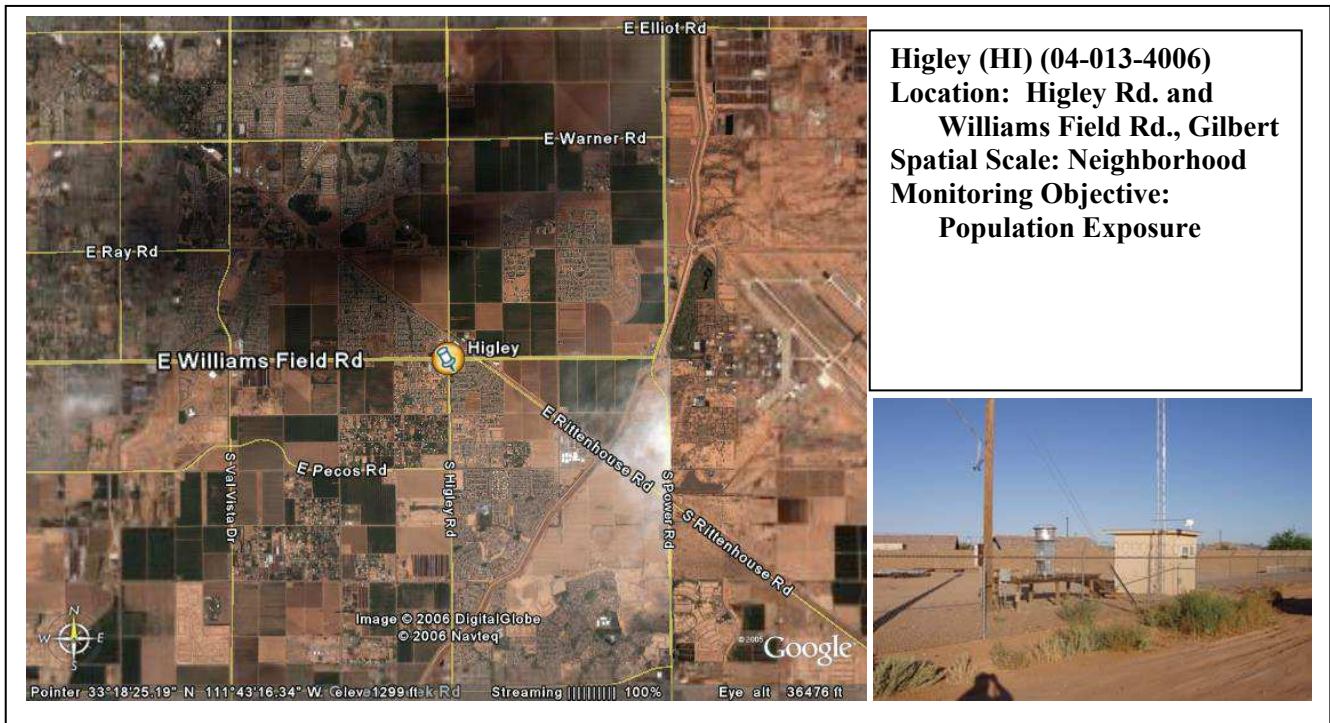 E Elliot Rd
E Warner Rd
E Ray Rd
E Williams Field Rd
Higley
E Rittenhouse Rd
E Pecos Rd
S Val Vista Dr
S Higley Rd
S Power Rd
S Rittenhouse Rd
Image © 2006 DigitalGlobe
© 2006 Navteq
© 2005
Google
N
W
E
S
Pointer 33°18'25.19" N 111°43'16.34" W elev 1299 ft ek Rd Streaming |||||||||| 100% Eye alt 36476 ft
Higley (HI) (04-013-4006)
Location: Higley Rd. and
Williams Field Rd., Gilbert
Spatial Scale: Neighborhood
Monitoring Objective:
Population Exposure